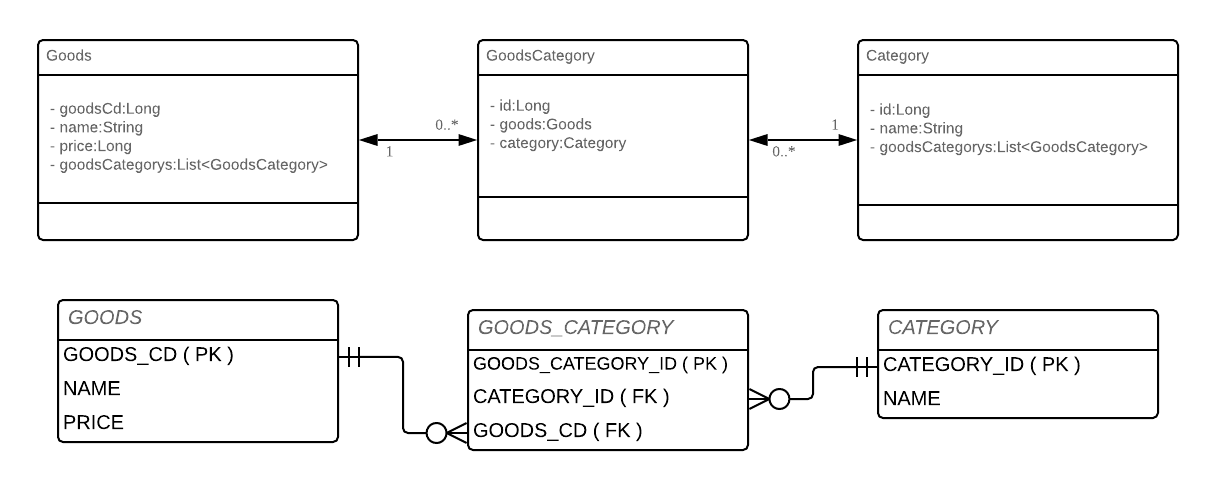 Goods
- goodsCd:Long
- name:String
- price:Long
- goodsCategorys:List<GoodsCategory>
1
0..*
GoodsCategory
- id:Long
- goods:Goods
- category:Category
0..*
1
Category
- id:Long
- name:String
- goodsCategorys:List<GoodsCategory>
GOODS
GOODS_CD ( PK )
NAME
PRICE
GOODS_CATEGORY
GOODS_CATEGORY_ID ( PK )
CATEGORY_ID ( FK )
GOODS_CD ( FK )
CATEGORY
CATEGORY_ID ( PK )
NAME